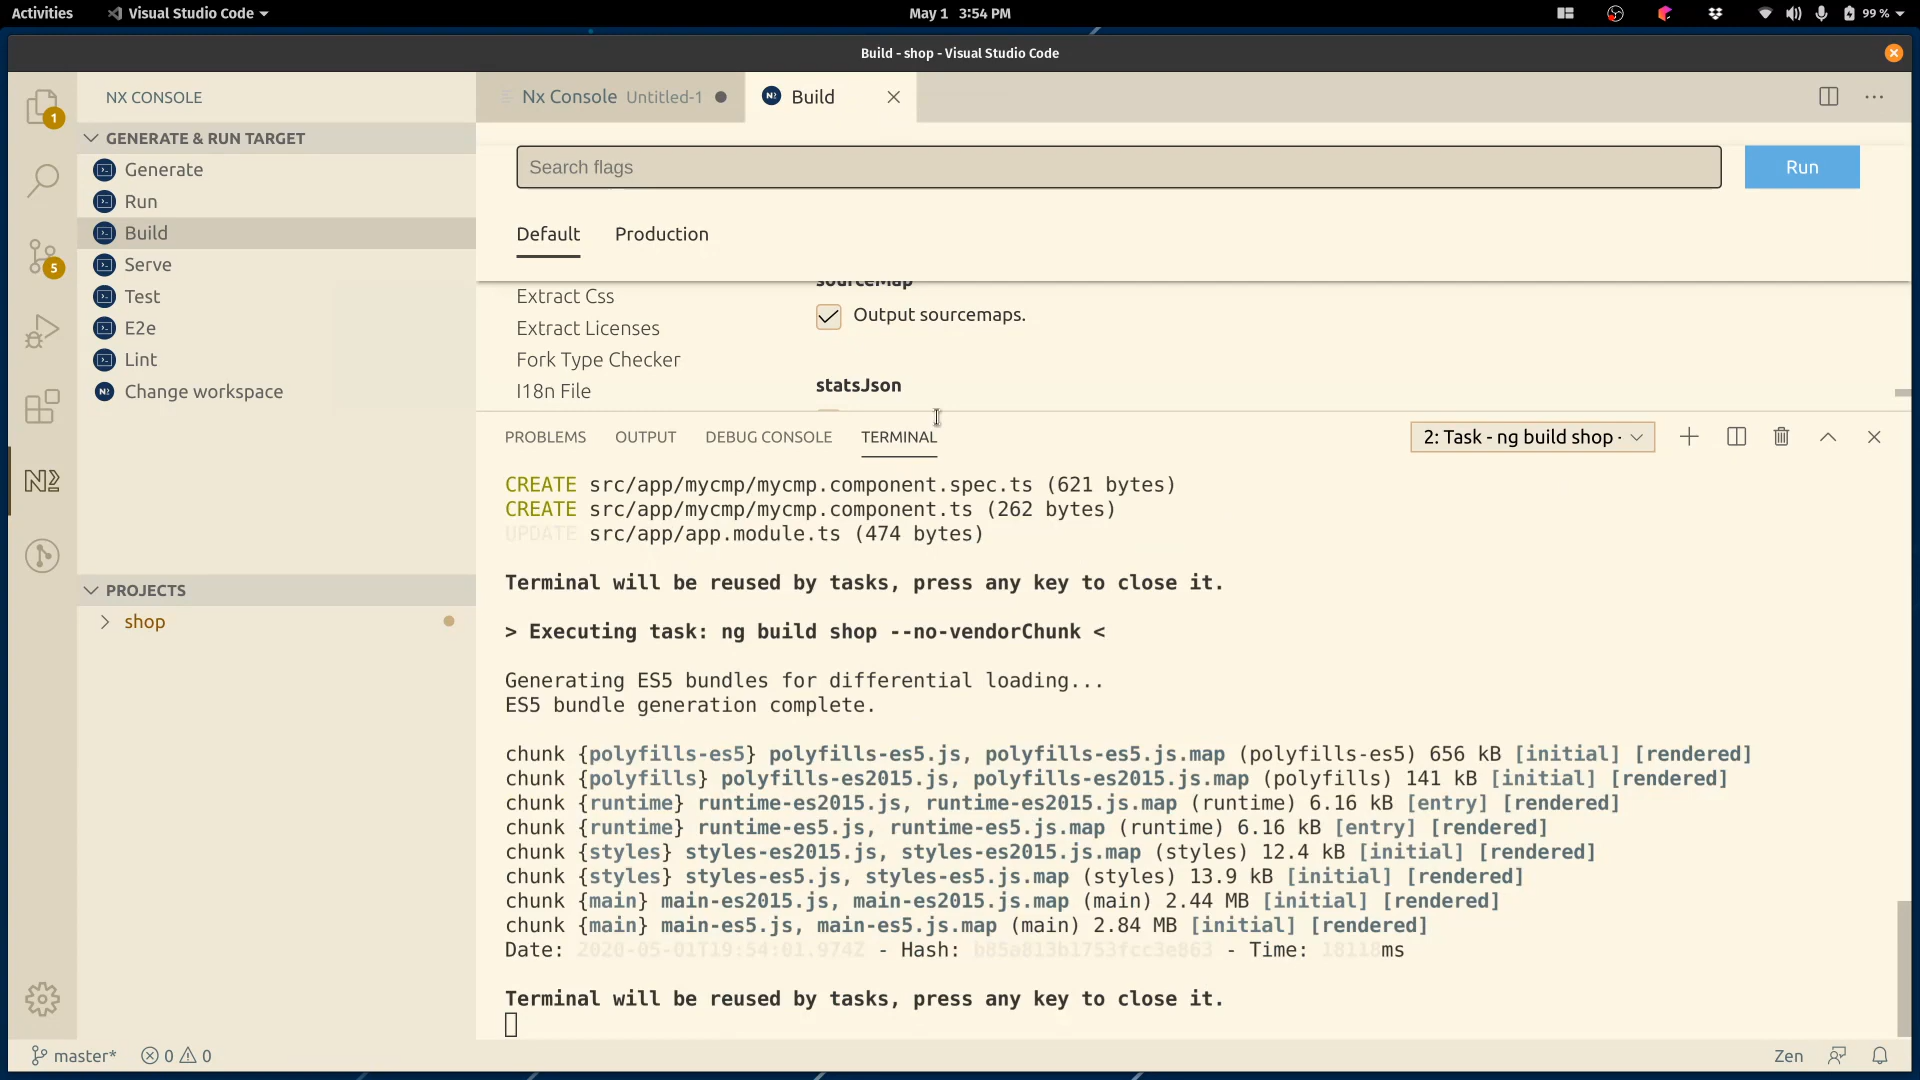 Activities Visual Studio Code May 1 3:54 PM 99 %
Build - shop - Visual Studio Code
NX CONSOLE
Nx Console Untitled-1
Build
GENERATE & RUN TARGET
Generate
Run
Build
Serve
Test
E2e
Lint
Change workspace
PROJECTS
shop
1
5
Search flags
Run
Default Production
Extract Css
Extract Licenses
Fork Type Checker
I18n File
sourceMap
Output sourcemaps.
statsJson
PROBLEMS OUTPUT DEBUG CONSOLE TERMINAL 2: Task - ng build shop ·
CREATE src/app/mycmp/mycmp.component.spec.ts (621 bytes)
CREATE src/app/mycmp/mycmp.component.ts (262 bytes)
UPDATE src/app/app.module.ts (474 bytes)
Terminal will be reused by tasks, press any key to close it.
> Executing task: ng build shop --no-vendorChunk <
Generating ES5 bundles for differential loading...
ES5 bundle generation complete.
chunk {polyfills-es5} polyfills-es5.js, polyfills-es5.js.map (polyfills-es5) 656 kB [initial] [rendered]
chunk {polyfills} polyfills-es2015.js, polyfills-es2015.js.map (polyfills) 141 kB [initial] [rendered]
chunk {runtime} runtime-es2015.js, runtime-es2015.js.map (runtime) 6.16 kB [entry] [rendered]
chunk {runtime} runtime-es5.js, runtime-es5.js.map (runtime) 6.16 kB [entry] [rendered]
chunk {styles} styles-es2015.js, styles-es2015.js.map (styles) 12.4 kB [initial] [rendered]
chunk {styles} styles-es5.js, styles-es5.js.map (styles) 13.9 kB [initial] [rendered]
chunk {main} main-es2015.js, main-es2015.js.map (main) 2.44 MB [initial] [rendered]
chunk {main} main-es5.js, main-es5.js.map (main) 2.84 MB [initial] [rendered]
Date: 2020-05-01T19:54:01.974Z - Hash: b85a813b1753fcc3e863 - Time: 18118ms
Terminal will be reused by tasks, press any key to close it.
master* 0 0 Zen